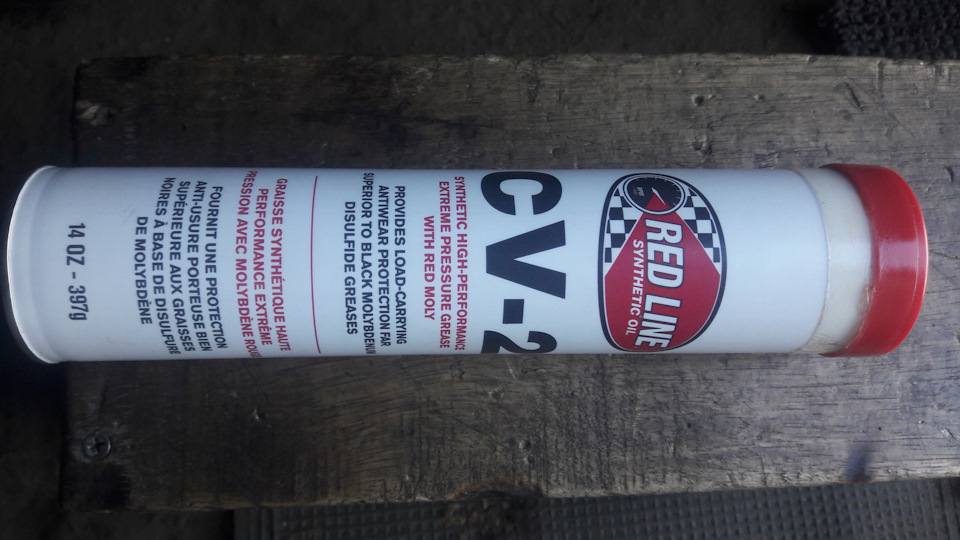 RED LINE
SYNTHETIC OIL
CV-2
SYNTHETIC HIGH-PERFORMANCE
EXTREME PRESSURE GREASE
WITH RED MOLY
PROVIDES LOAD-CARRYING
ANTIWEAR PROTECTION FAR
SUPERIOR TO BLACK MOLYBDENUM
DISULFIDE GREASES
GRAISSE SYNTHÉTIQUE HAUTE
PERFORMANCE EXTRÊME
PRESSION AVEC MOLYBDÈNE ROUGE
FOURNIT UNE PROTECTION
ANTI-USURE PORTEUSE BIEN
SUPÉRIEURE AUX GRAISSES
NOIRES À BASE DE DISULFURE
DE MOLYBDÈNE
14 OZ - 397g